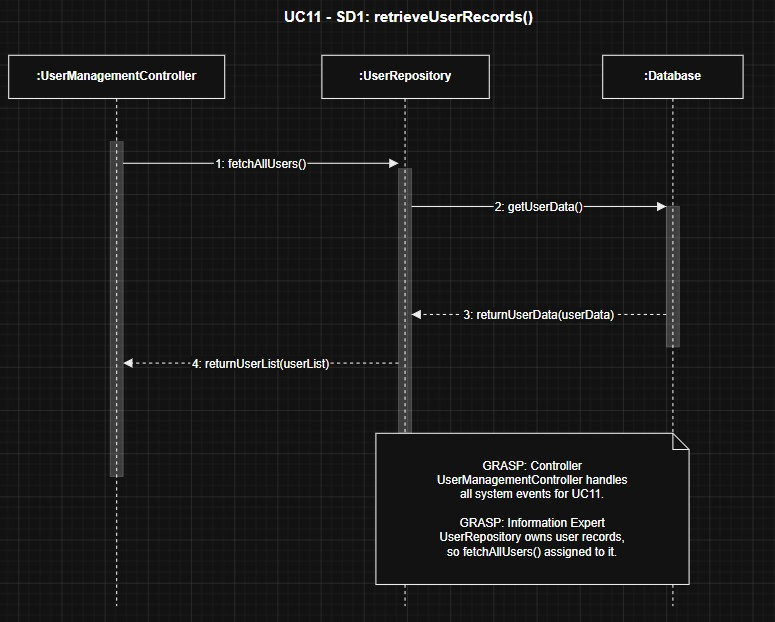 UC11 - SD1: retrieveUserRecords()
:UserManagementController
:UserRepository
:Database
1: fetchAllUsers()
2: getUserData()
3: returnUserData(userData)
4: returnUserList(userList)
GRASP: Controller
UserManagementController handles
all system events for UC11.
GRASP: Information Expert
UserRepository owns user records,
so fetchAllUsers() assigned to it.